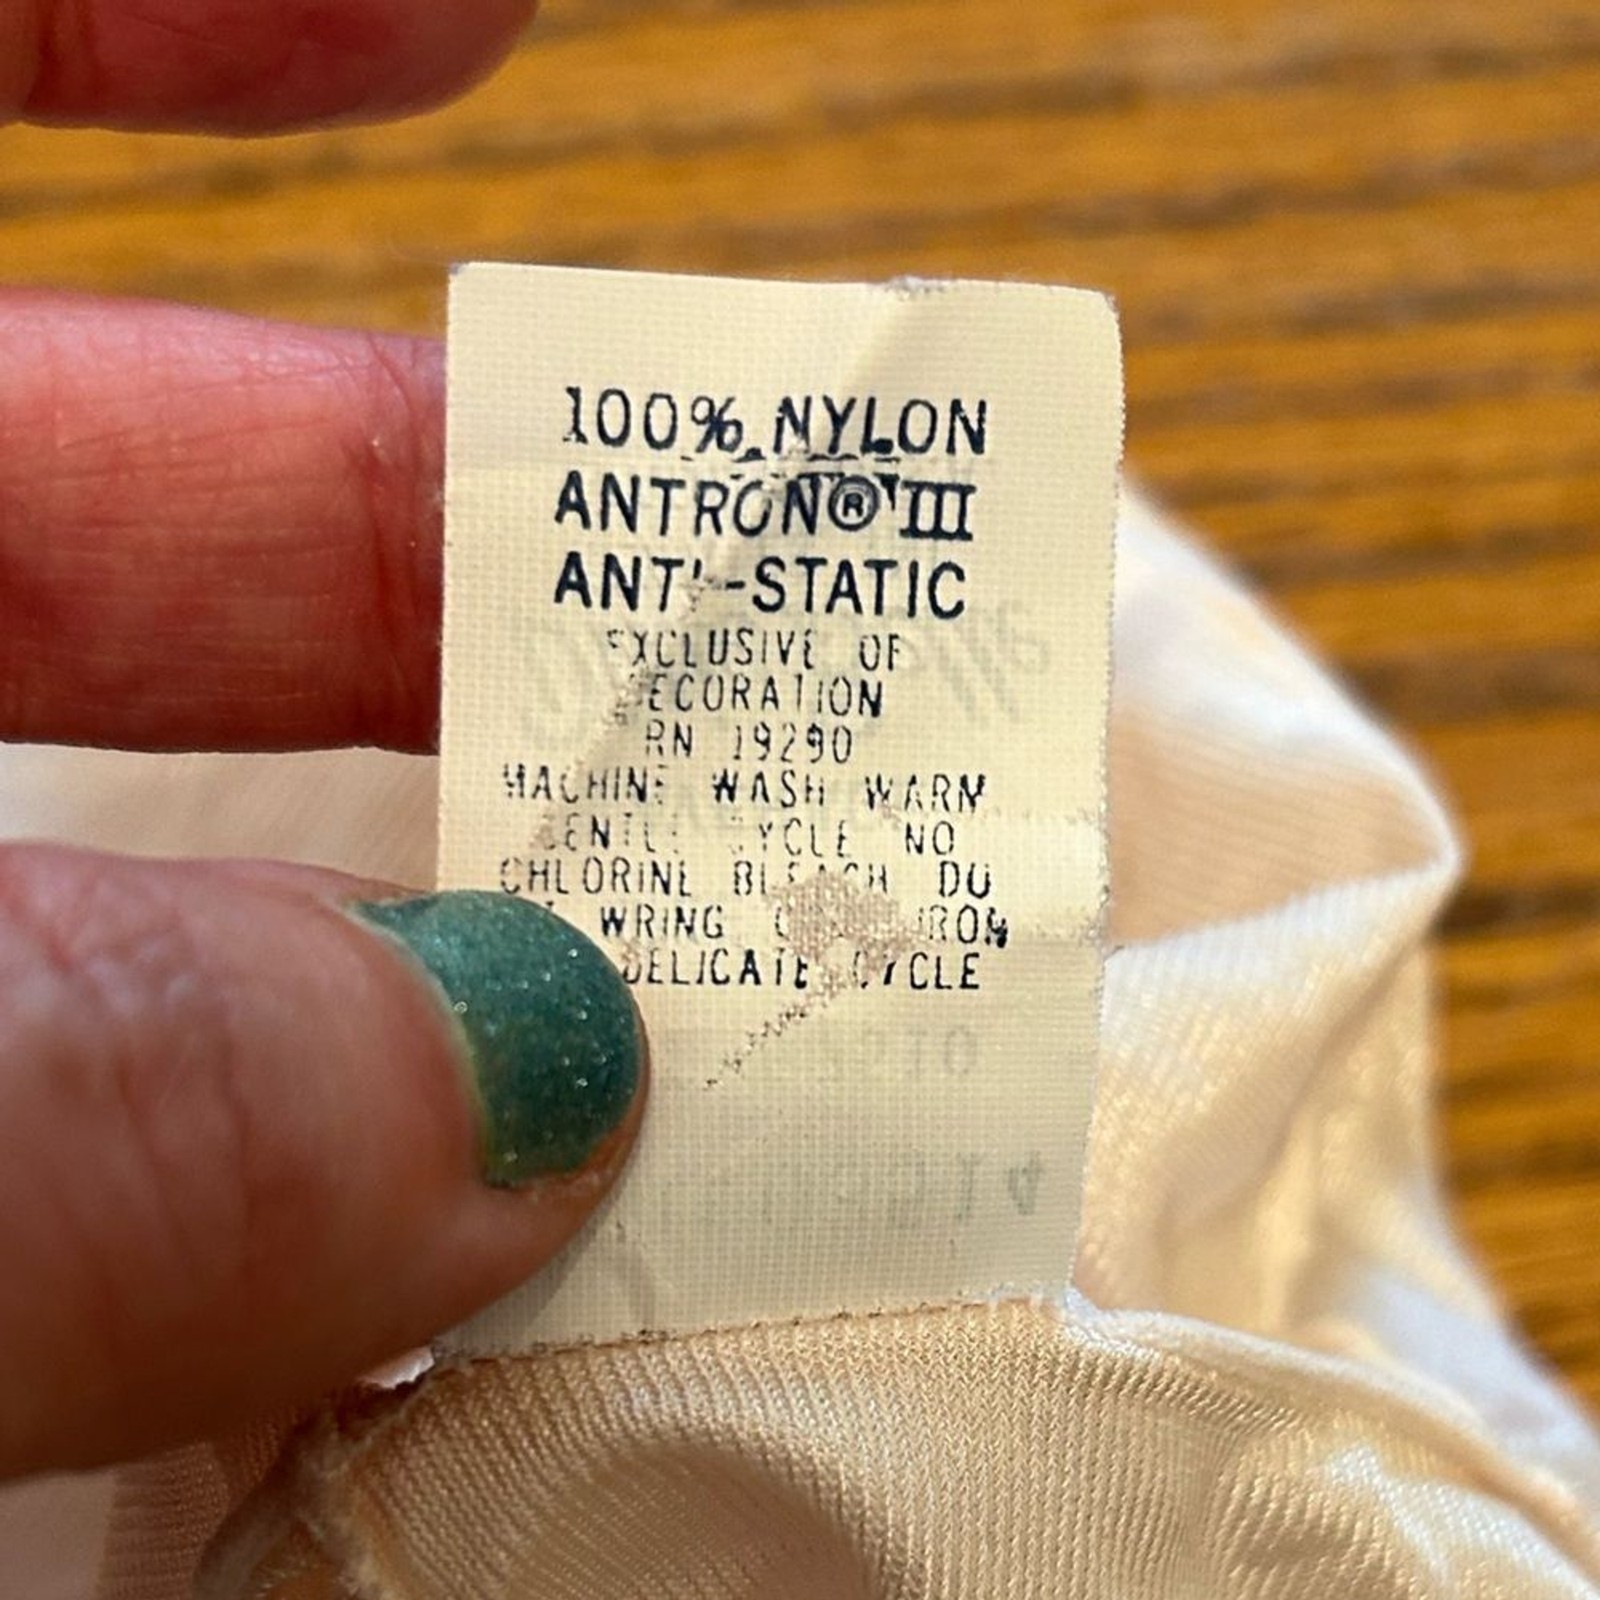 100% NYLON
ANTRON® III
ANTI-STATIC
EXCLUSIVE OF
DECORATION
RN 19290
MACHINE WASH WARM
GENTLE CYCLE NO
CHLORINE BLEACH DO
WRING IRON
DELICATE CYCLE